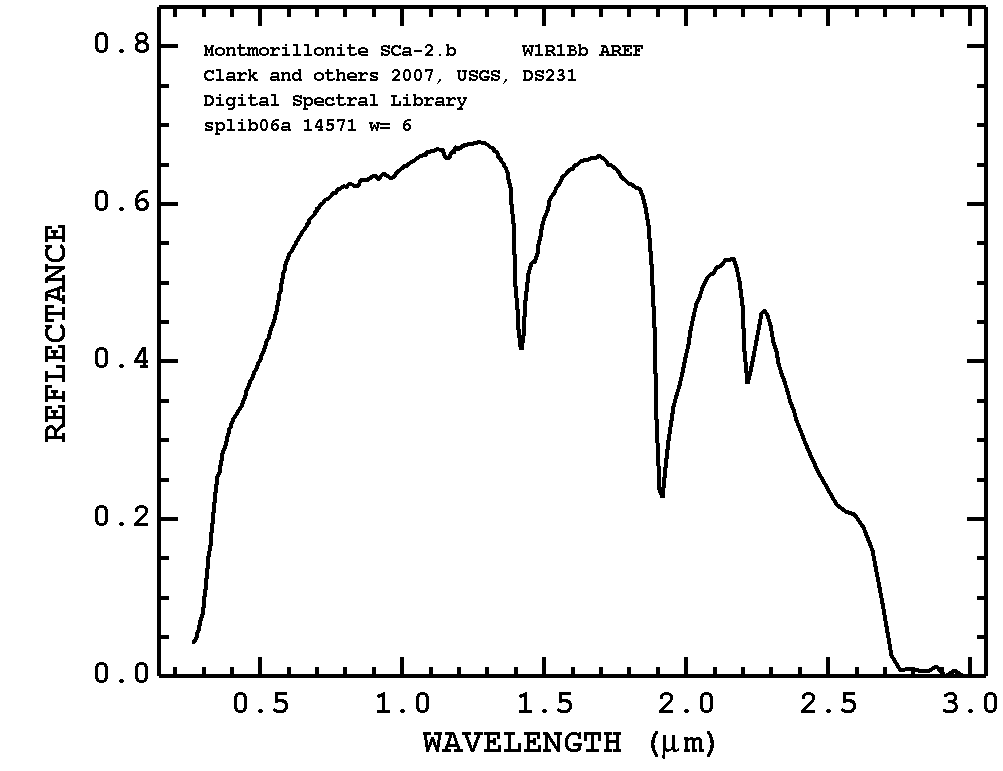 0.8
Montmorillonite SCa-2.b W1R1Bb AREF
Clark and others 2007, USGS, DS231
Digital Spectral Library
splib06a 14571 w= 6
0.6
REFLECTANCE
0.4
0.2
0.0
0.5 1.0 1.5 2.0 2.5 3.0
WAVELENGTH (μm)